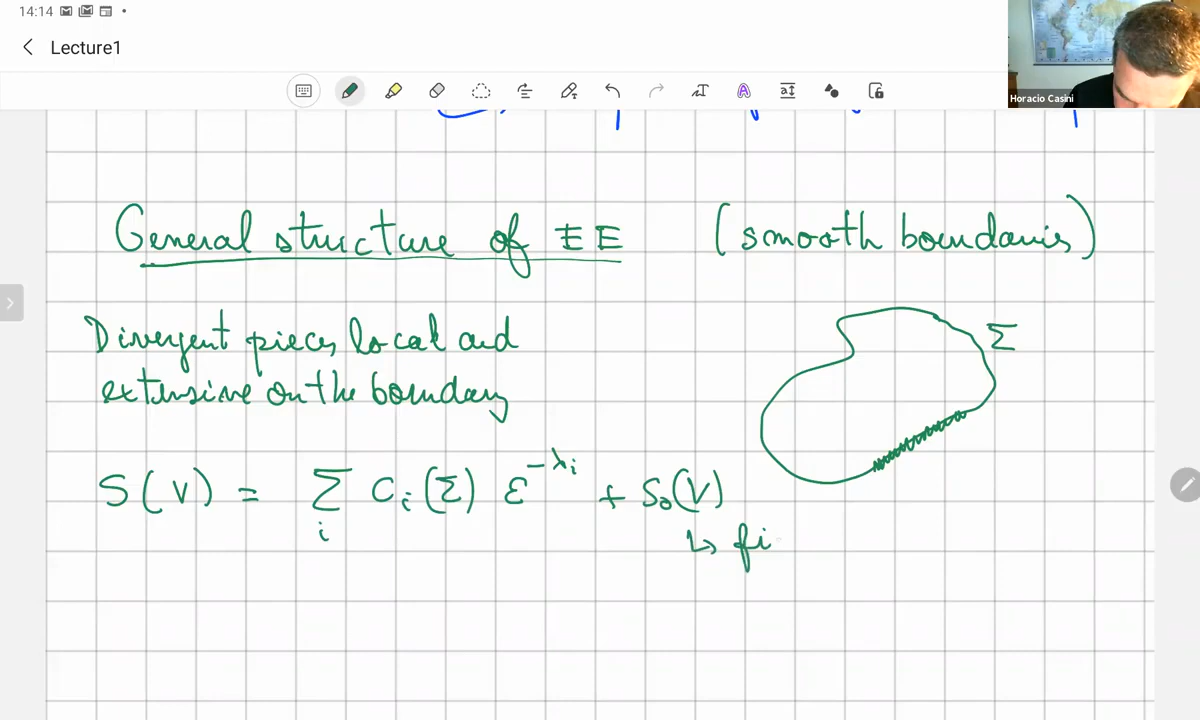 14:14
Lecture1
Horacio Casini
General structure of EE (smooth boundaries)
Divergent pieces local and
extensive on the boundary
Σ
S(V) = Σ_i C_i(Σ) ε^{-λ_i} + S_0(V)
↳ fi